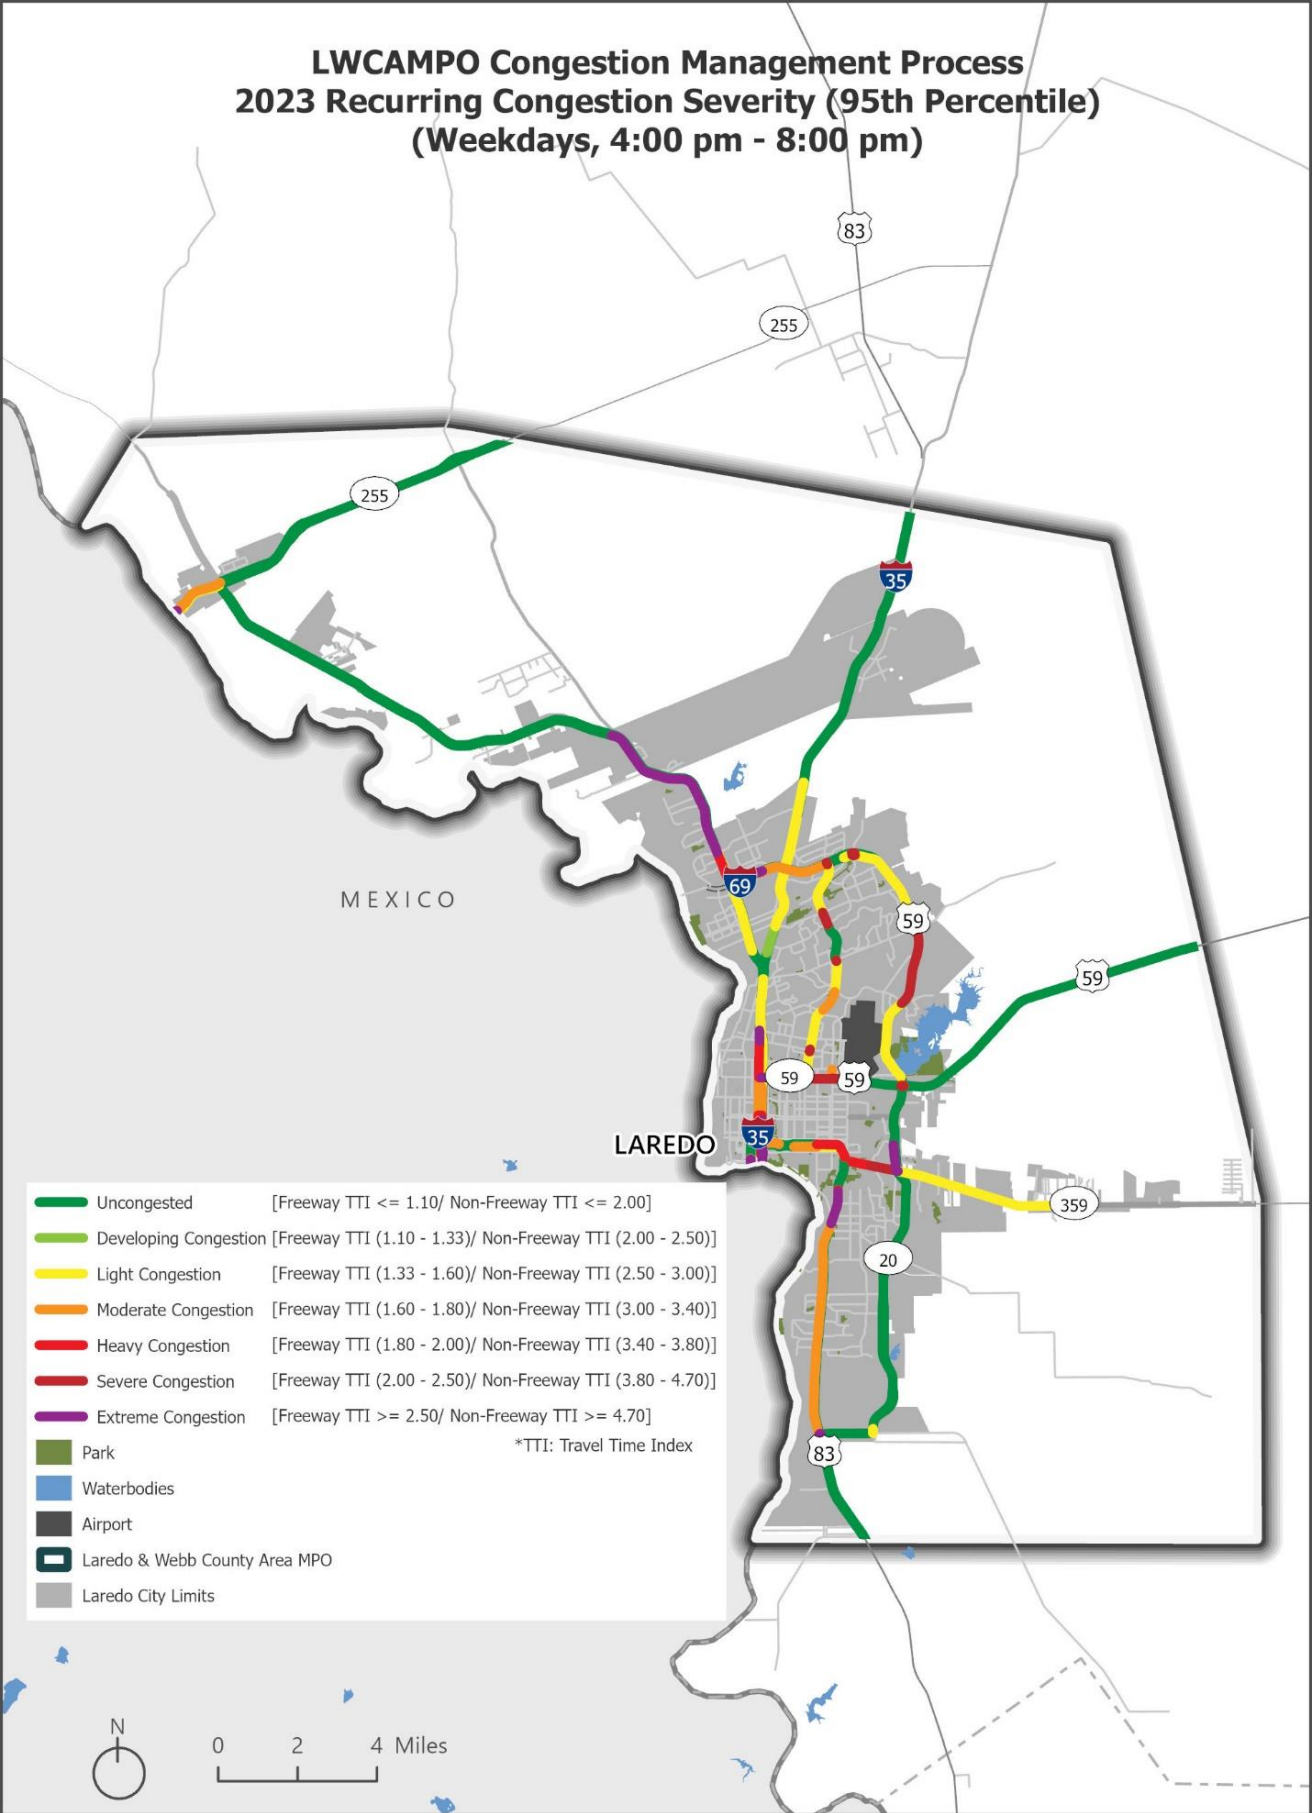 LWCAMPO Congestion Management Process
2023 Recurring Congestion Severity (95th Percentile)
(Weekdays, 4:00 pm - 8:00 pm)
83
255
255
35
69
59
59
MEXICO
59
59
35
LAREDO
359
20
83
Uncongested [Freeway TTI <= 1.10/ Non-Freeway TTI <= 2.00]
Developing Congestion [Freeway TTI (1.10 - 1.33)/ Non-Freeway TTI (2.00 - 2.50)]
Light Congestion [Freeway TTI (1.33 - 1.60)/ Non-Freeway TTI (2.50 - 3.00)]
Moderate Congestion [Freeway TTI (1.60 - 1.80)/ Non-Freeway TTI (3.00 - 3.40)]
Heavy Congestion [Freeway TTI (1.80 - 2.00)/ Non-Freeway TTI (3.40 - 3.80)]
Severe Congestion [Freeway TTI (2.00 - 2.50)/ Non-Freeway TTI (3.80 - 4.70)]
Extreme Congestion [Freeway TTI >= 2.50/ Non-Freeway TTI >= 4.70]
*TTI: Travel Time Index
Park
Waterbodies
Airport
Laredo & Webb County Area MPO
Laredo City Limits
N
0 2 4 Miles